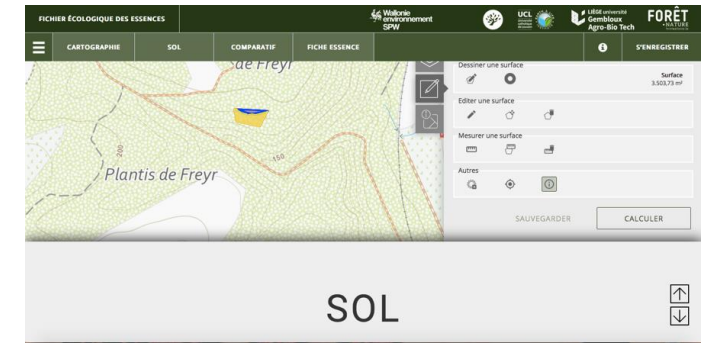 FICHIER ÉCOLOGIQUE DES ESSENCES
Wallonie
environnement
SPW
UCL
LIÈGE université
Gembloux
Agro-Bio Tech
FORÊT
•NATURE
CARTOGRAPHIE
SOL
COMPARATIF
FICHE ESSENCE
S'ENREGISTRER
de Freyr
200
150
Plantis de Freyr
Dessiner une surface
Surface
3.503,73 m²
Editer une surface
Mesurer une surface
Autres
SAUVEGARDER
CALCULER
SOL